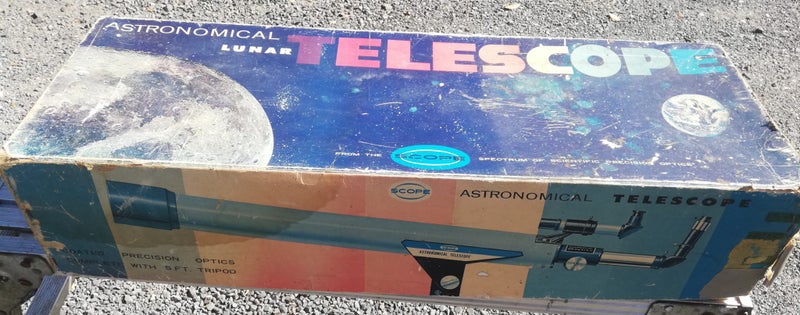 ASTRONOMICAL
LUNAR TELESCOPE
FROM THE SCOPE SPECTRUM OF SCIENTIFIC PRECISION OPTICS
SCOPE
ASTRONOMICAL TELESCOPE
ASTRONOMICAL TELESCOPE
PRECISION OPTICS
WITH 5 FT. TRIPOD